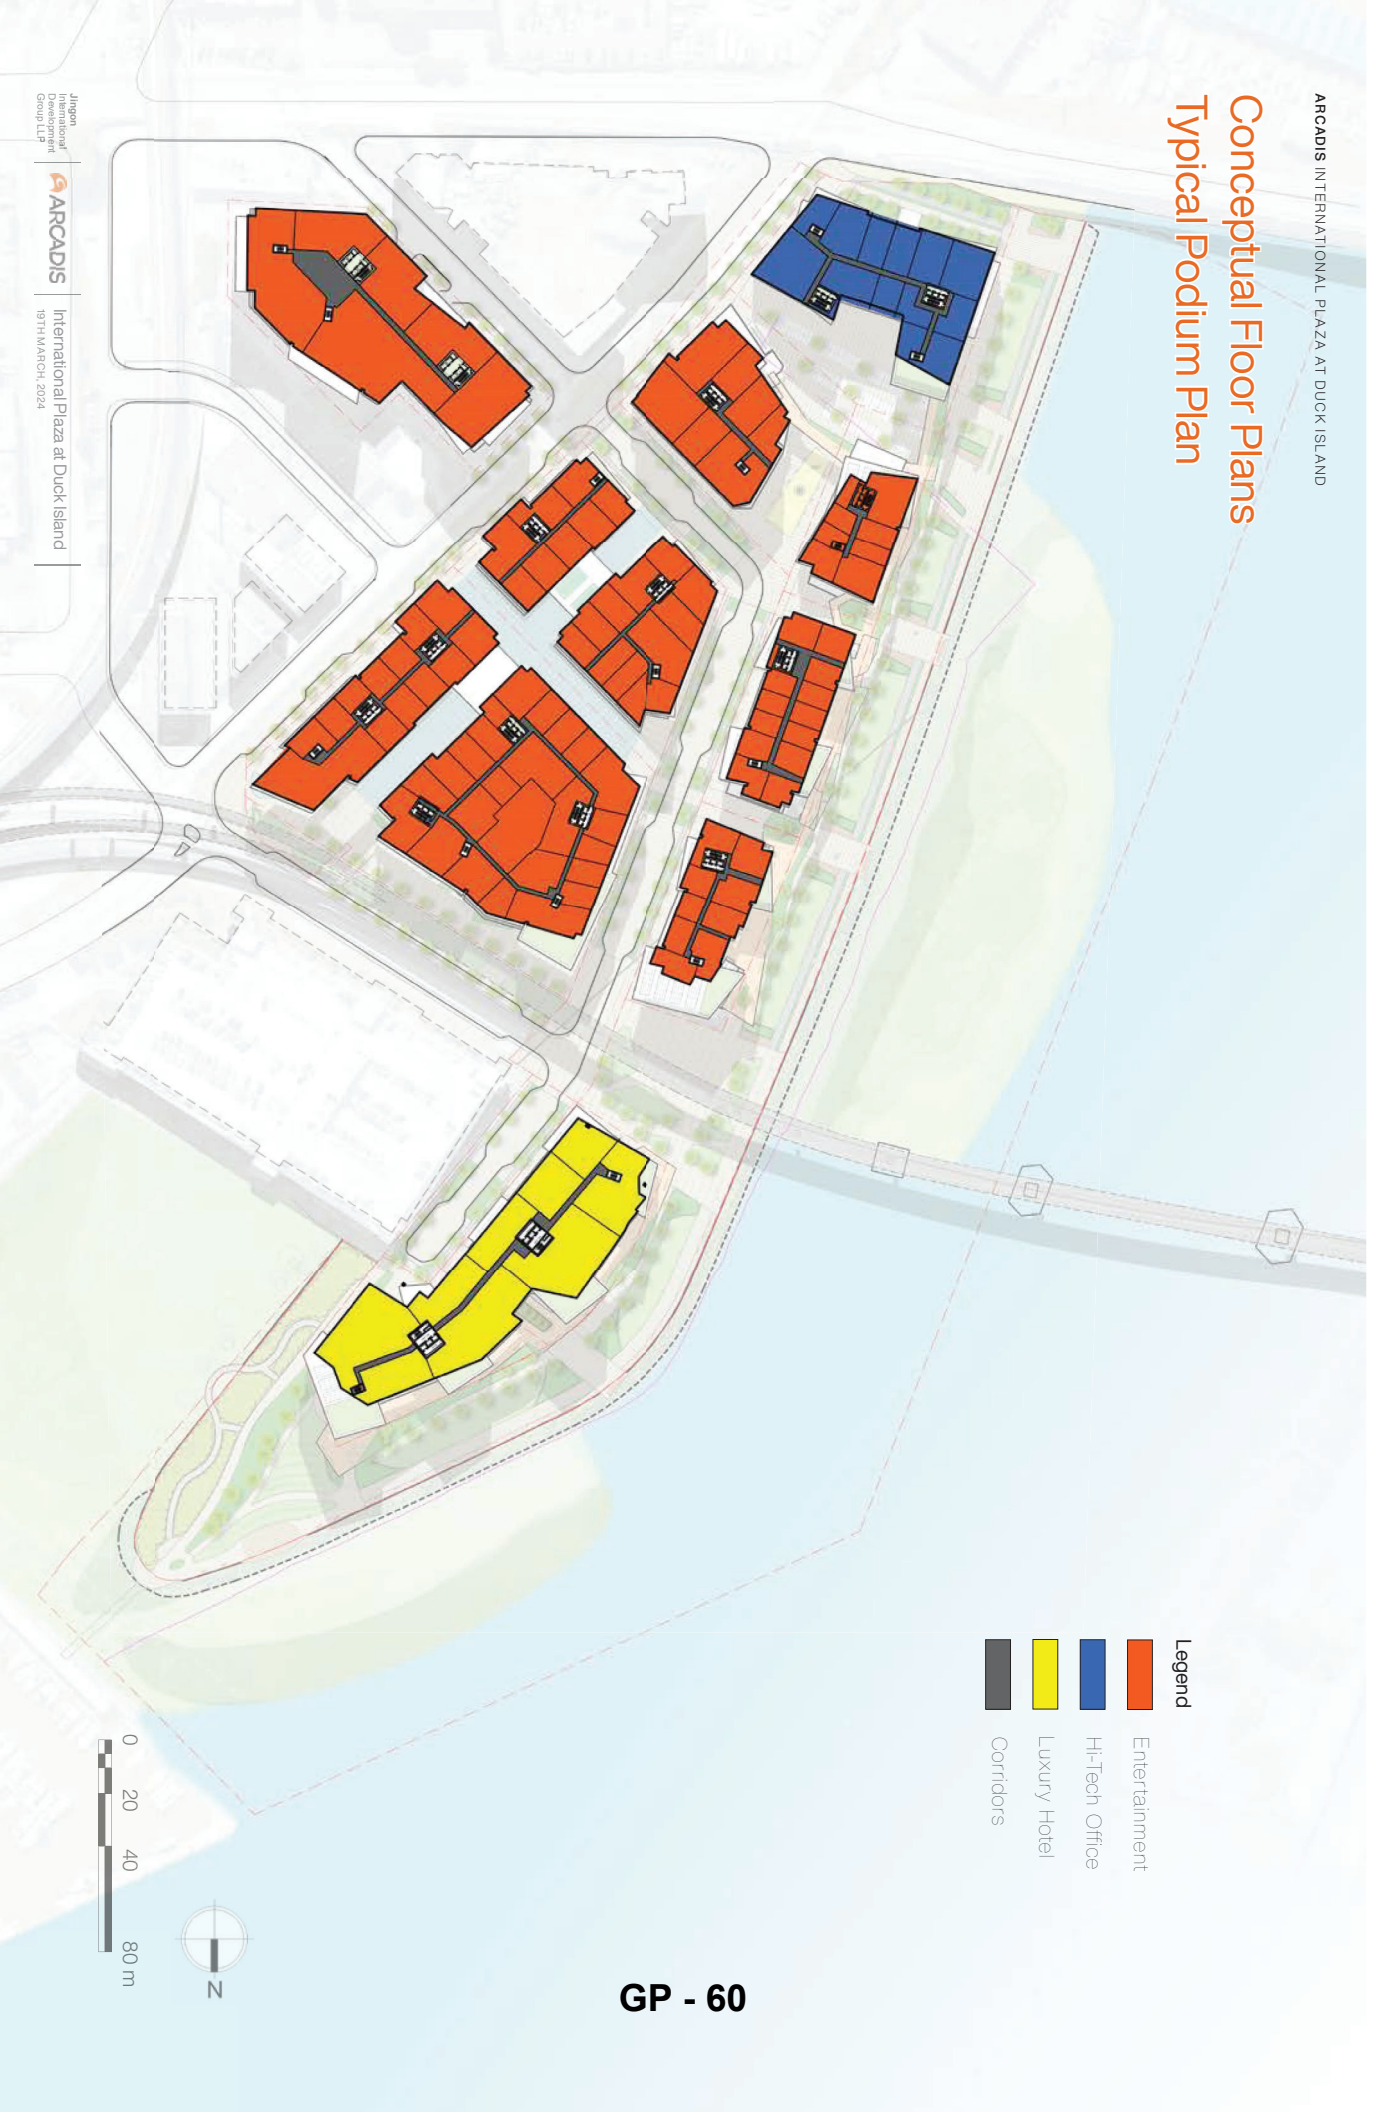 ARCADIS INTERNATIONAL PLAZA AT DUCK ISLAND
Conceptual Floor Plans
Typical Podium Plan
Legend
Entertainment
Hi-Tech Office
Luxury Hotel
Corridors
0 20 40 80 m
N
Jingon
International
Development
Group LLP
ARCADIS
International Plaza at Duck Island
19TH MARCH, 2024
GP - 60